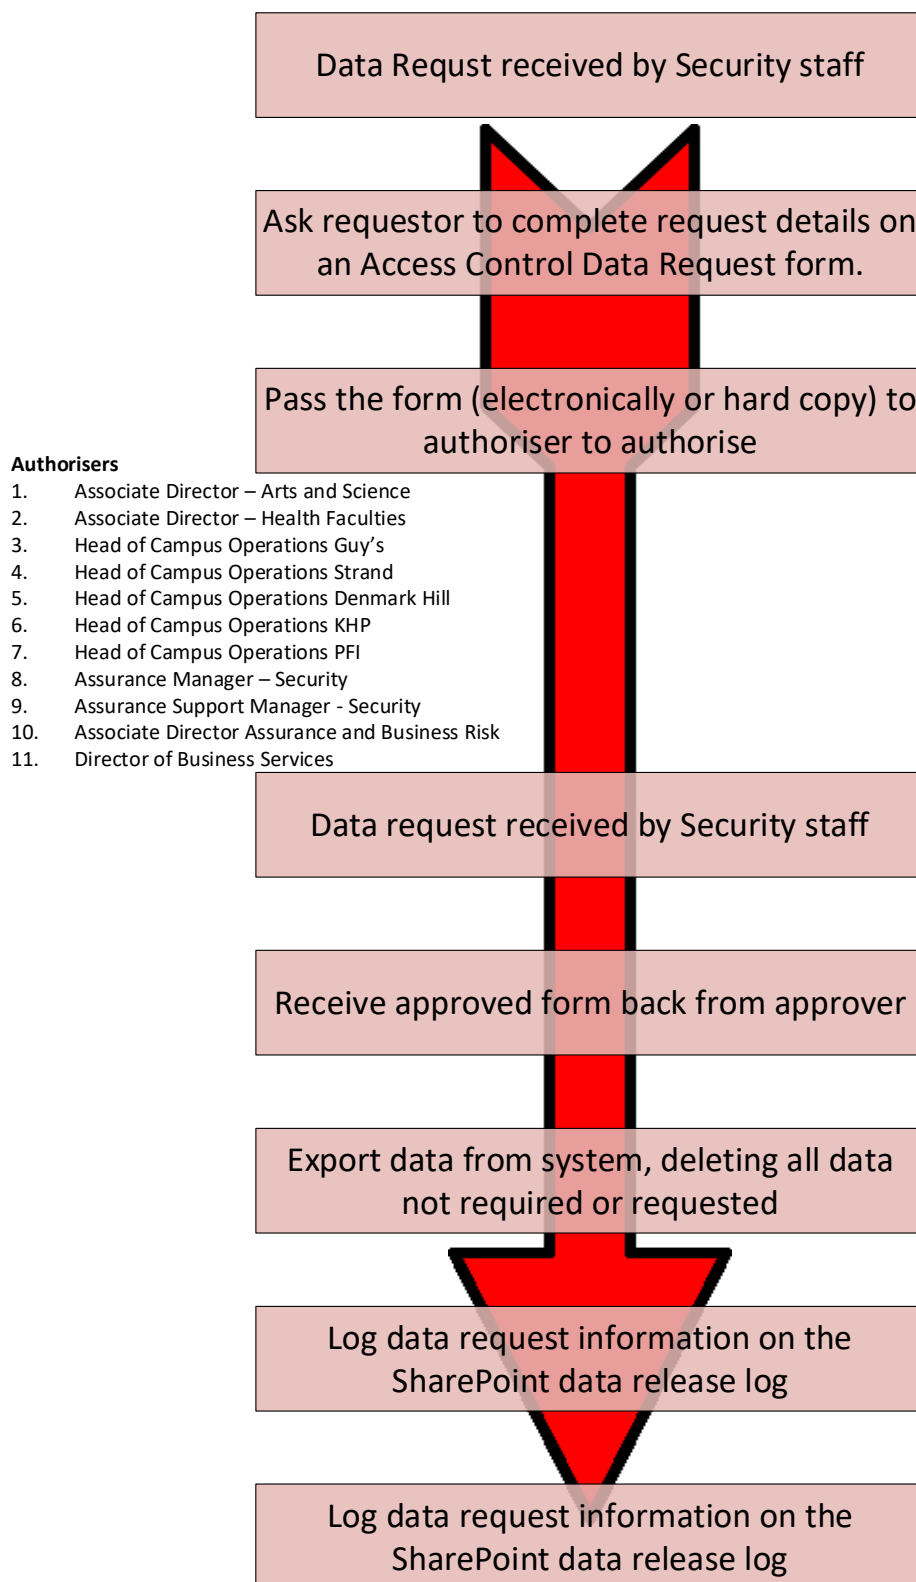 Data Requst received by Security staff
Ask requestor to complete request details on
an Access Control Data Request form.
Pass the form (electronically or hard copy) to
authoriser to authorise
Authorisers
1. Associate Director – Arts and Science
2. Associate Director – Health Faculties
3. Head of Campus Operations Guy's
4. Head of Campus Operations Strand
5. Head of Campus Operations Denmark Hill
6. Head of Campus Operations KHP
7. Head of Campus Operations PFI
8. Assurance Manager – Security
9. Assurance Support Manager - Security
10. Associate Director Assurance and Business Risk
11. Director of Business Services
Data request received by Security staff
Receive approved form back from approver
Export data from system, deleting all data
not required or requested
Log data request information on the
SharePoint data release log
Log data request information on the
SharePoint data release log